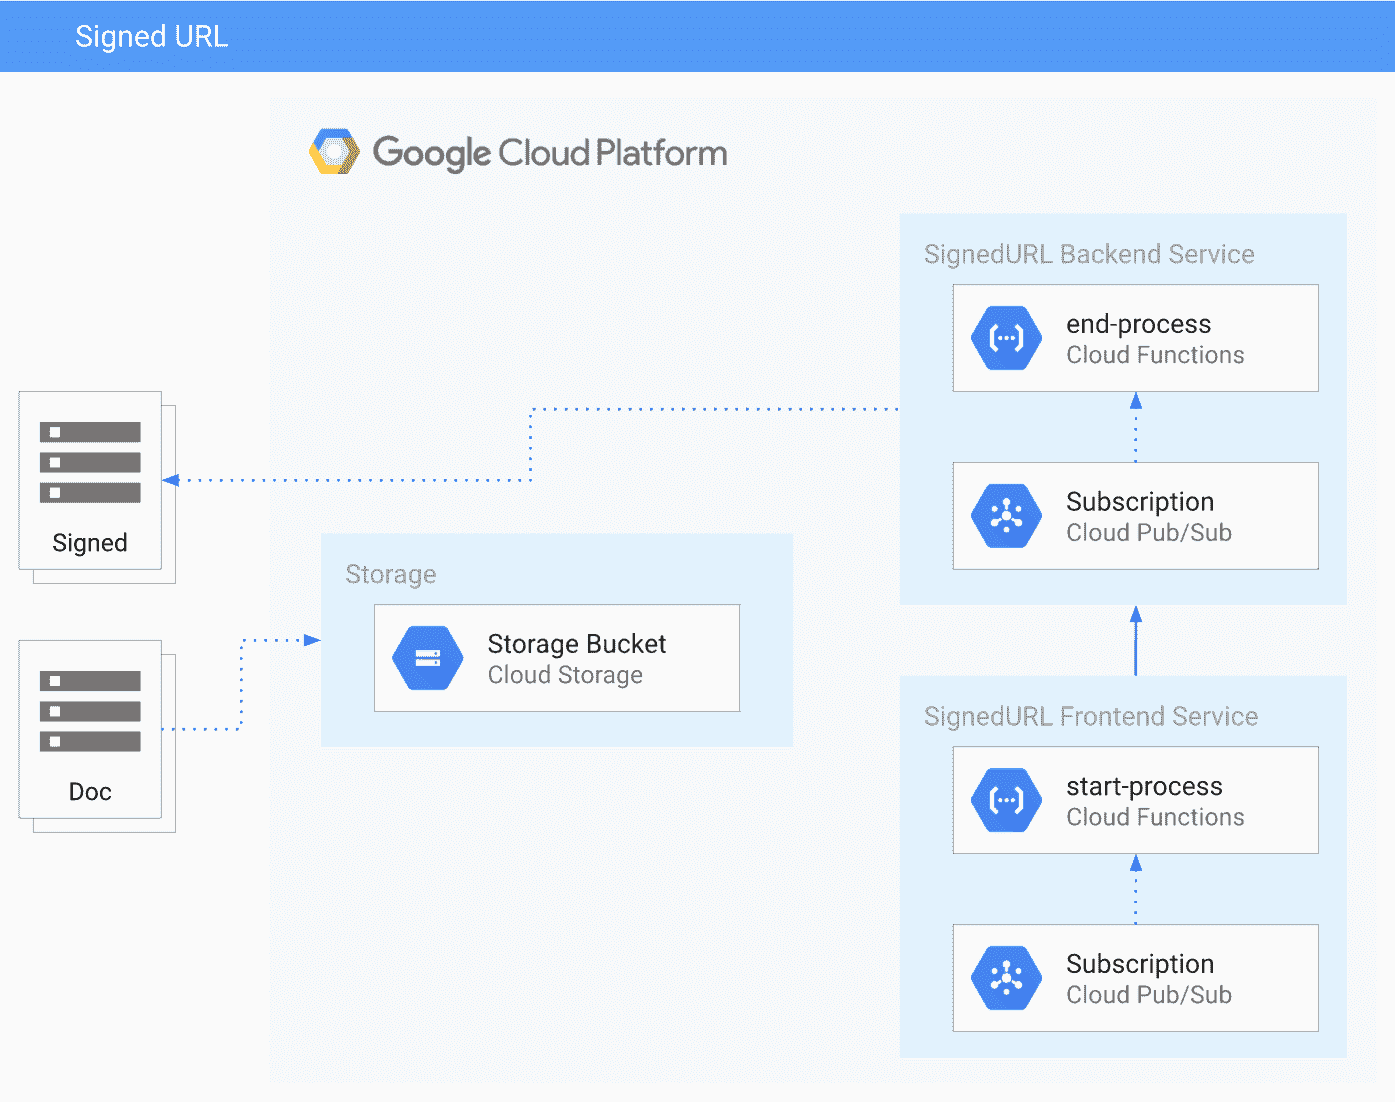 Signed URL
Google Cloud Platform
SignedURL Backend Service
end-process
Cloud Functions
Subscription
Cloud Pub/Sub
Signed
Storage
Storage Bucket
Cloud Storage
Doc
SignedURL Frontend Service
start-process
Cloud Functions
Subscription
Cloud Pub/Sub